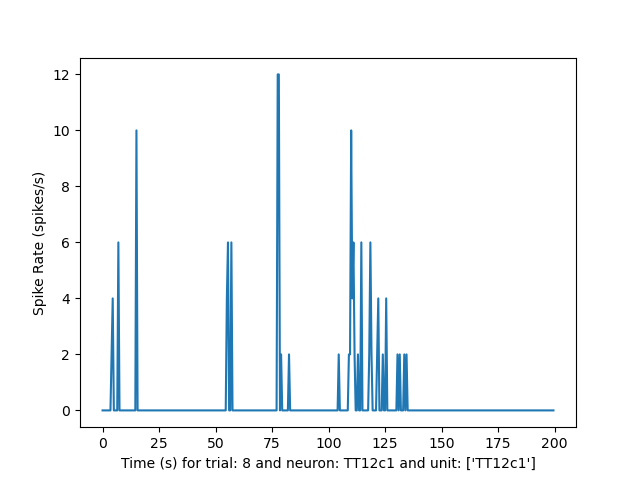 12
10
8
6
4
2
0
Spike Rate (spikes/s)
0 25 50 75 100 125 150 175 200
Time (s) for trial: 8 and neuron: TT12c1 and unit: ['TT12c1']